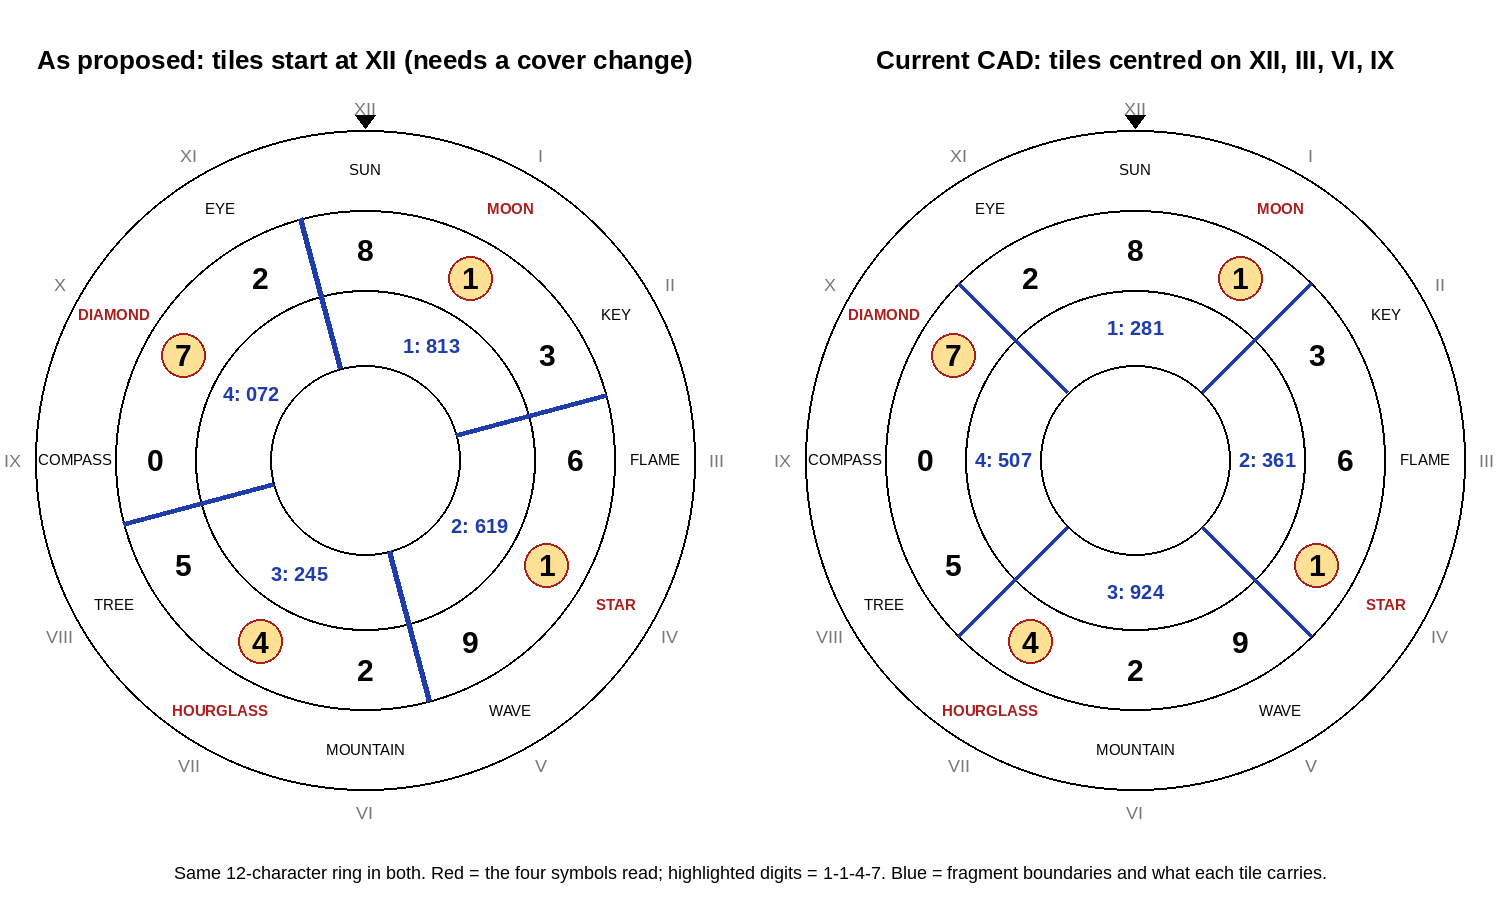 As proposed: tiles start at XII (needs a cover change)
XII
XI
I
SUN
EYE
MOON
8
2
1
X
II
DIAMOND
KEY
1: 813
7
3
4: 072
IX
COMPASS
0
6
FLAME
III
2: 619
5
1
3: 245
TREE
STAR
VIII
IV
4
9
2
HOURGLASS
WAVE
MOUNTAIN
VII
V
VI
Current CAD: tiles centred on XII, III, VI, IX
XII
XI
I
SUN
EYE
MOON
8
2
1
X
II
DIAMOND
KEY
1: 281
7
3
IX
COMPASS
0
4: 507
2: 361
6
FLAME
III
5
1
3: 924
TREE
STAR
VIII
IV
4
9
2
HOURGLASS
WAVE
MOUNTAIN
VII
V
VI
Same 12-character ring in both. Red = the four symbols read; highlighted digits = 1-1-4-7. Blue = fragment boundaries and what each tile carries.